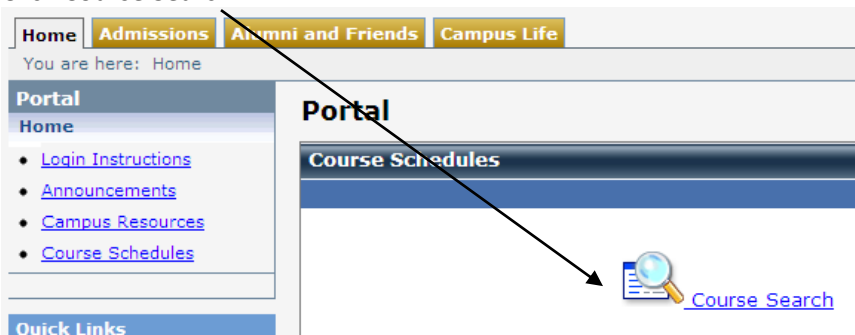 Home Admissions Alumni and Friends Campus Life
You are here: Home
Portal
Home
Login Instructions
Announcements
Campus Resources
Course Schedules
Quick Links
Portal
Course Schedules
Course Search